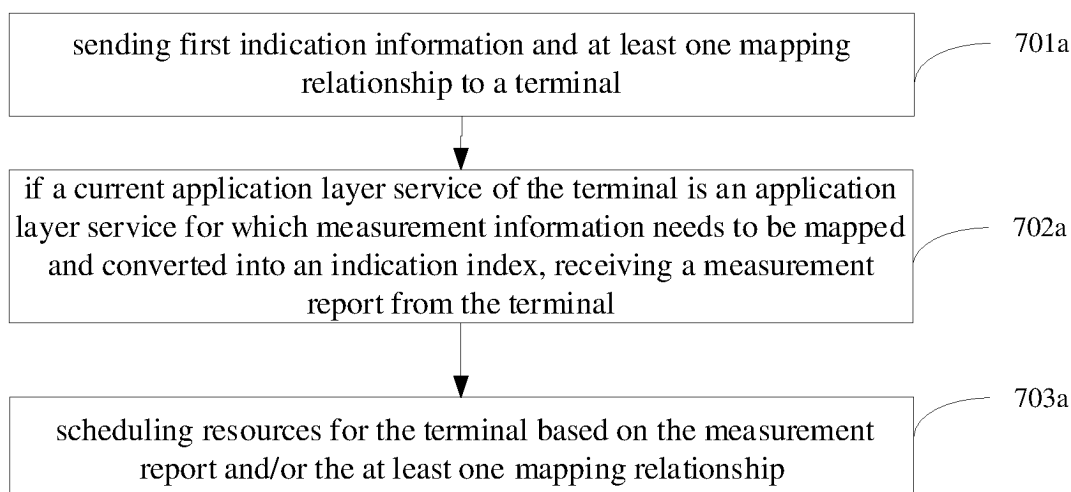 sending first indication information and at least one mapping
relationship to a terminal
701a
if a current application layer service of the terminal is an application
layer service for which measurement information needs to be mapped
and converted into an indication index, receiving a measurement
report from the terminal
702a
scheduling resources for the terminal based on the measurement
report and/or the at least one mapping relationship
703a